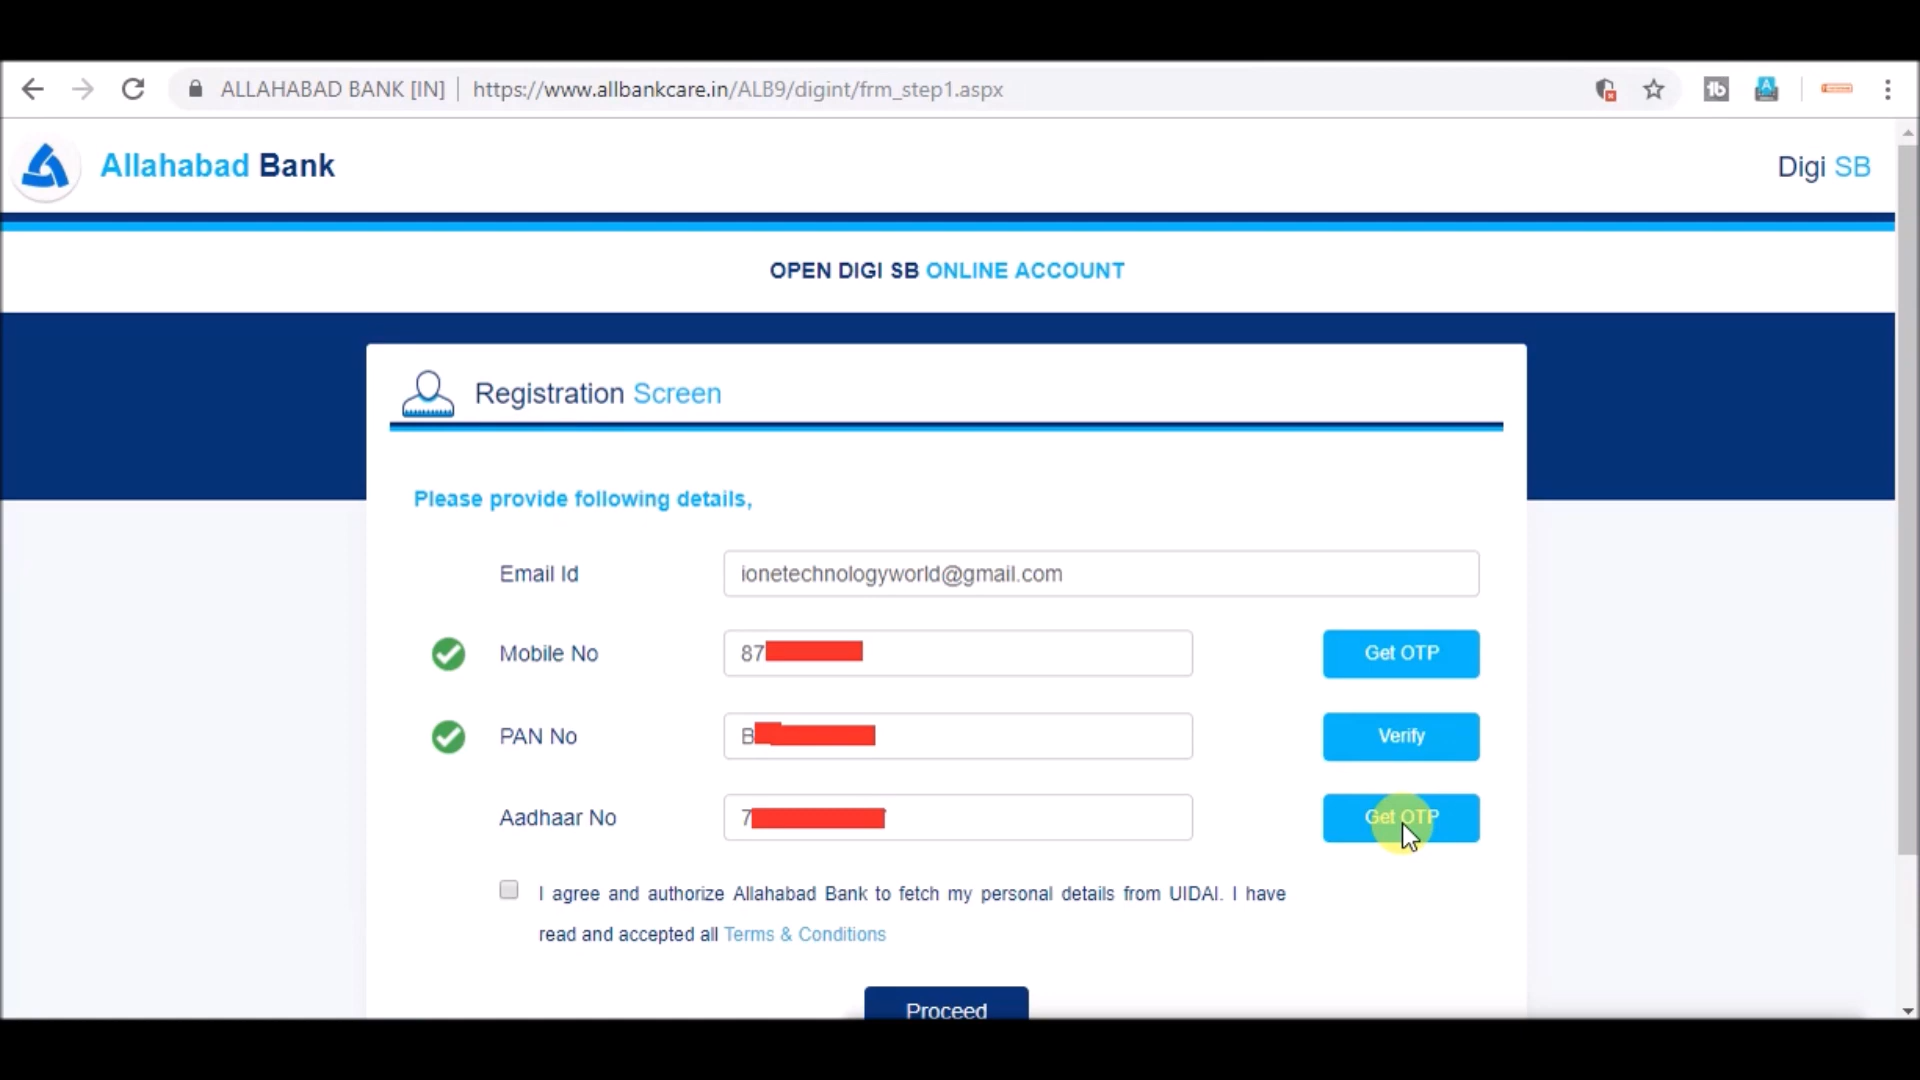 ALLAHABAD BANK [IN] | https://www.allbankcare.in/ALB9/digint/frm_step1.aspx
Allahabad Bank
Digi SB
OPEN DIGI SB ONLINE ACCOUNT
Registration Screen
Please provide following details,
Email Id ionetechnologyworld@gmail.com
Mobile No 87 Get OTP
PAN No B Verify
Aadhaar No 7 Get OTP
I agree and authorize Allahabad Bank to fetch my personal details from UIDAI. I have
read and accepted all Terms & Conditions
Proceed